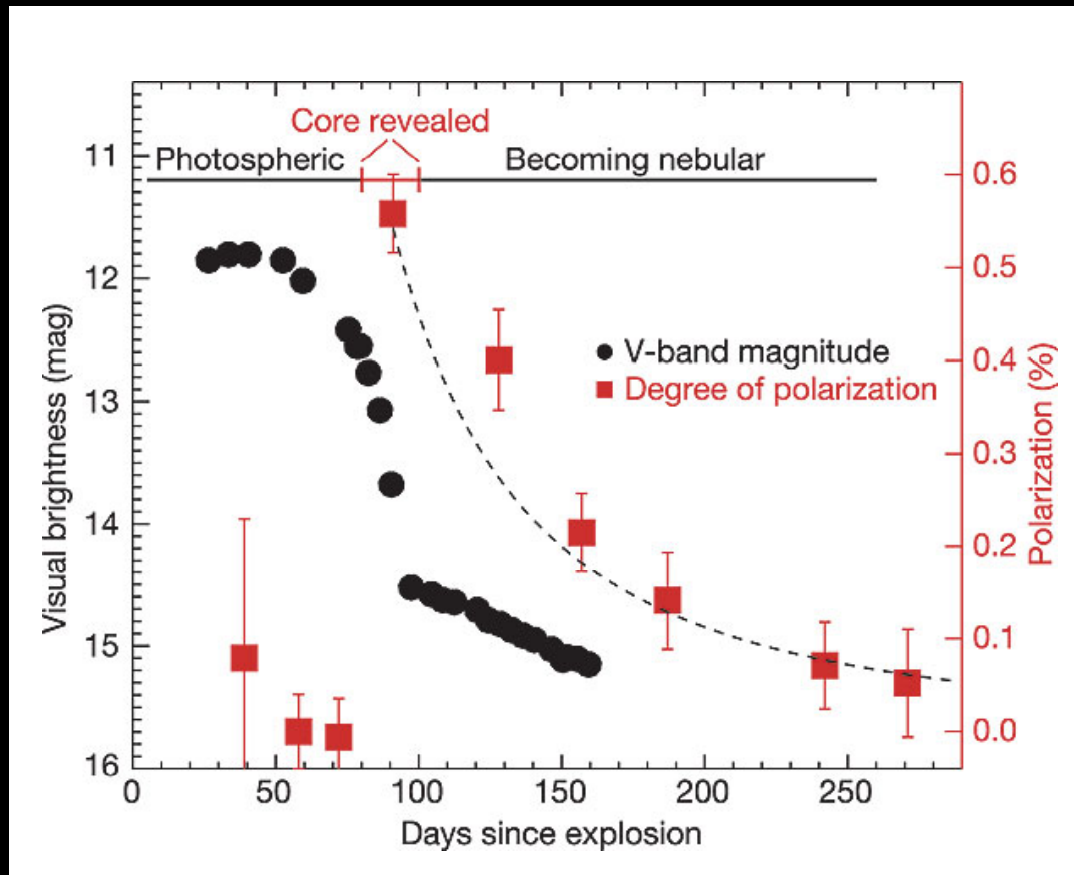 Core revealed
Photospheric
Becoming nebular
11
12
13
14
15
16
Visual brightness (mag)
V-band magnitude
Degree of polarization
0.6
0.5
0.4
0.3
0.2
0.1
0.0
Polarization (%)
0
50
100
150
200
250
Days since explosion